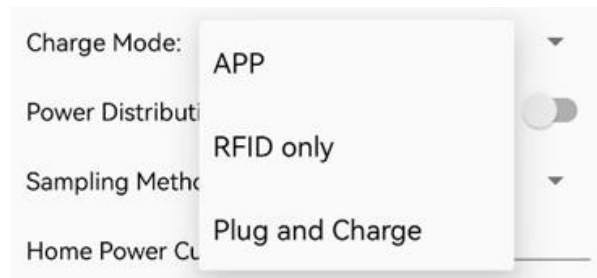 Charge Mode:
APP
Power Distributi
RFID only
Sampling Metho
Plug and Charge
Home Power Cu